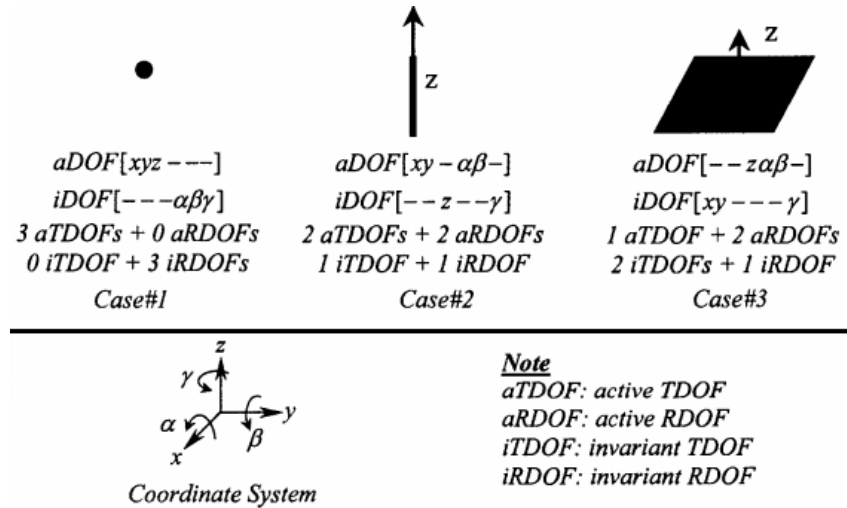 z
z
aDOF[xyz - - -]
aDOF[xy - αβ-]
aDOF[- - zαβ-]
iDOF[- - -αβγ]
iDOF[- - z - -γ]
iDOF[xy - - - γ]
3 aTDOFs + 0 aRDOFs
2 aTDOFs + 2 aRDOFs
1 aTDOF + 2 aRDOFs
0 iTDOF + 3 iRDOFs
1 iTDOF + 1 iRDOF
2 iTDOFs + 1 iRDOF
Case#1
Case#2
Case#3
z
γ
α
β
y
x
Coordinate System
Note
aTDOF: active TDOF
aRDOF: active RDOF
iTDOF: invariant TDOF
iRDOF: invariant RDOF